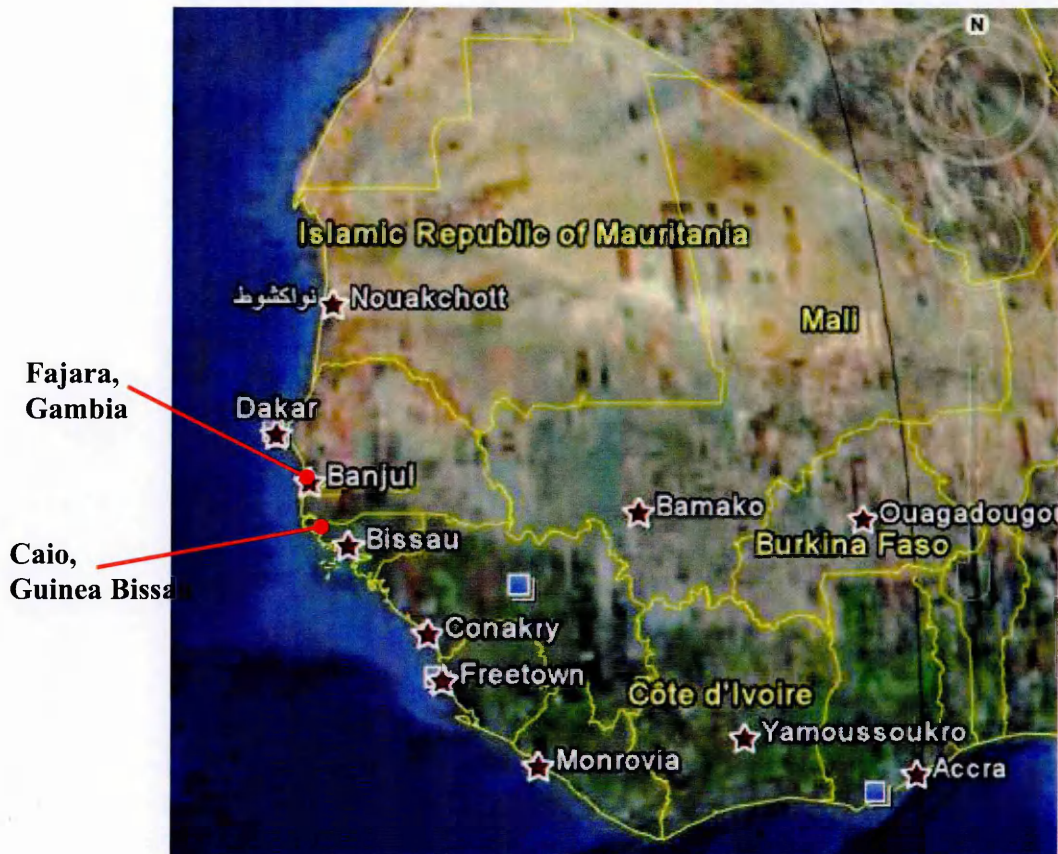 N
Islamic Republic of Mauritania
نواكشوط Nouakchott
Mali
Fajara,
Gambia
Dakar
Banjul
Bamako
Ouagadougou
Burkina Faso
Bissau
Caio,
Guinea Bissau
Conakry
Freetown
Côte d'Ivoire
Yamoussoukro
Monrovia
Accra